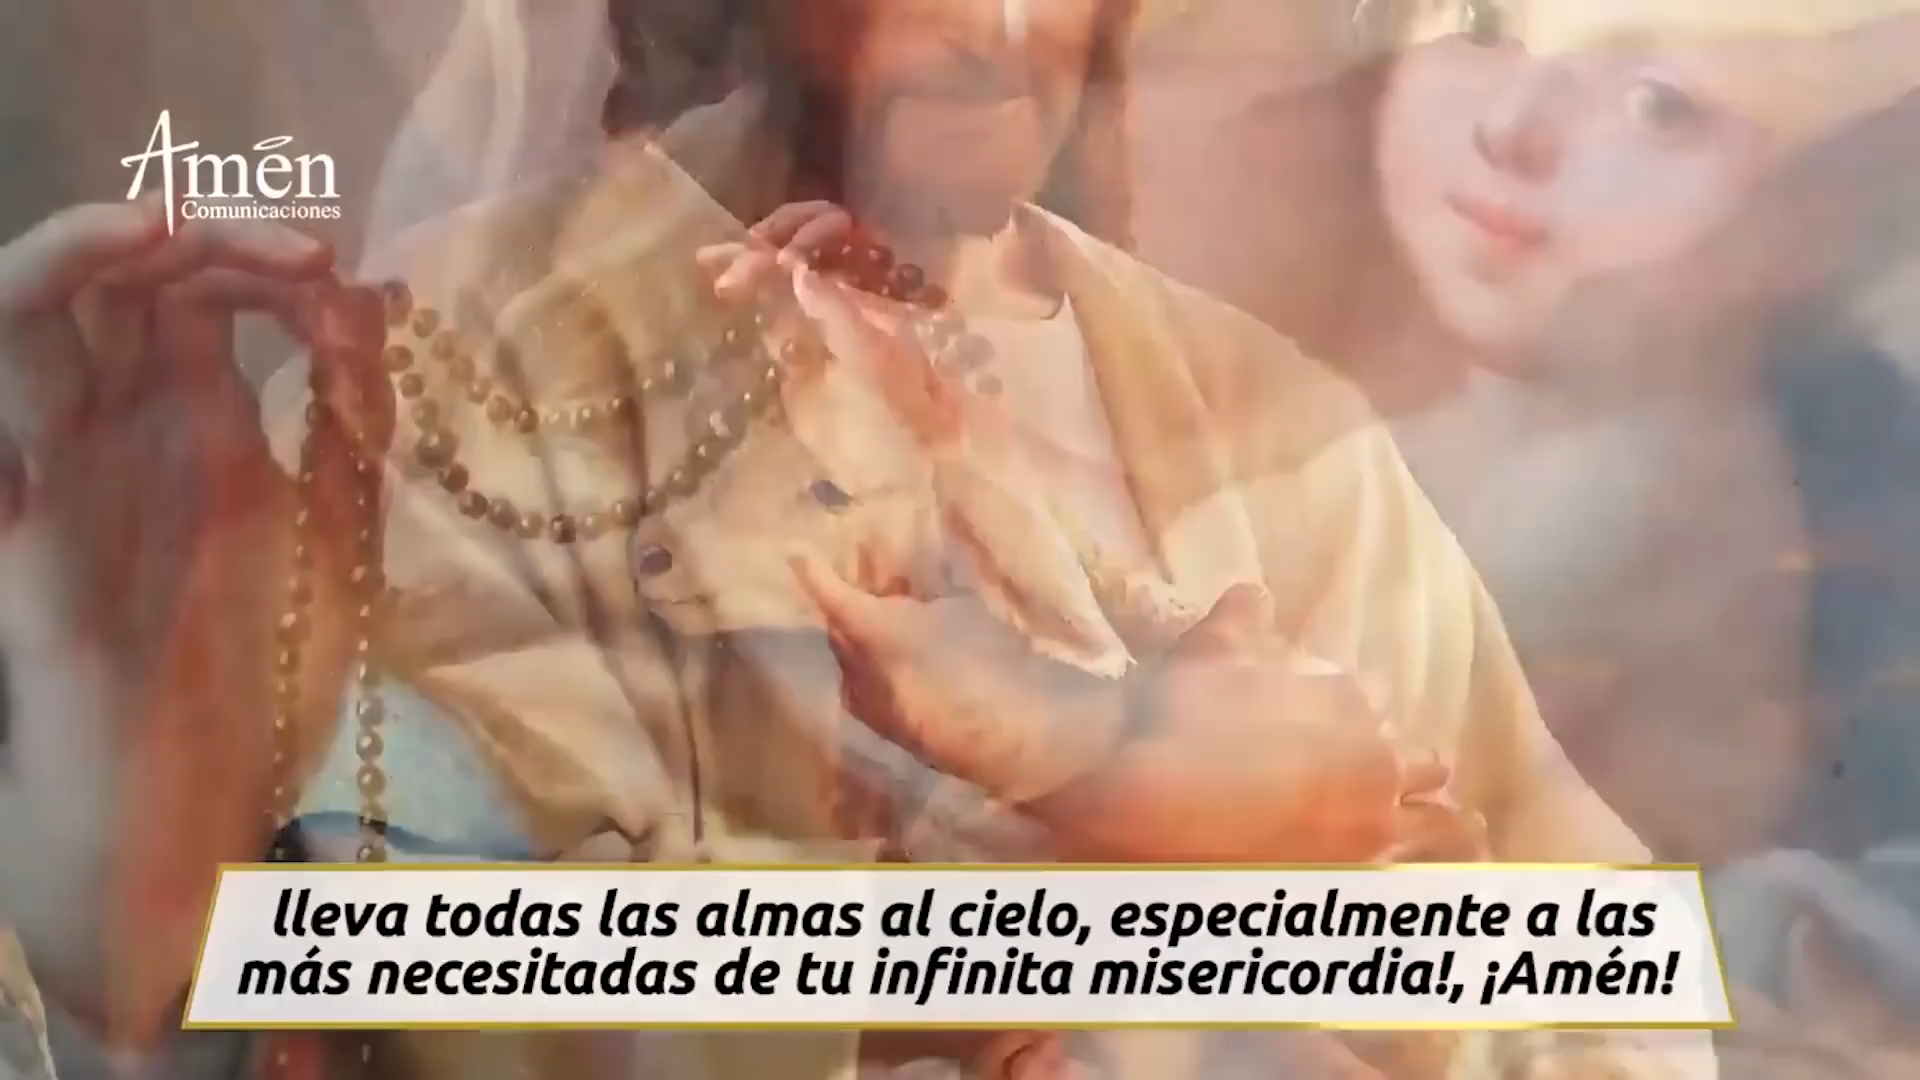 Amén
Comunicaciones
lleva todas las almas al cielo, especialmente a las
más necesitadas de tu infinita misericordia!, ¡Amén!